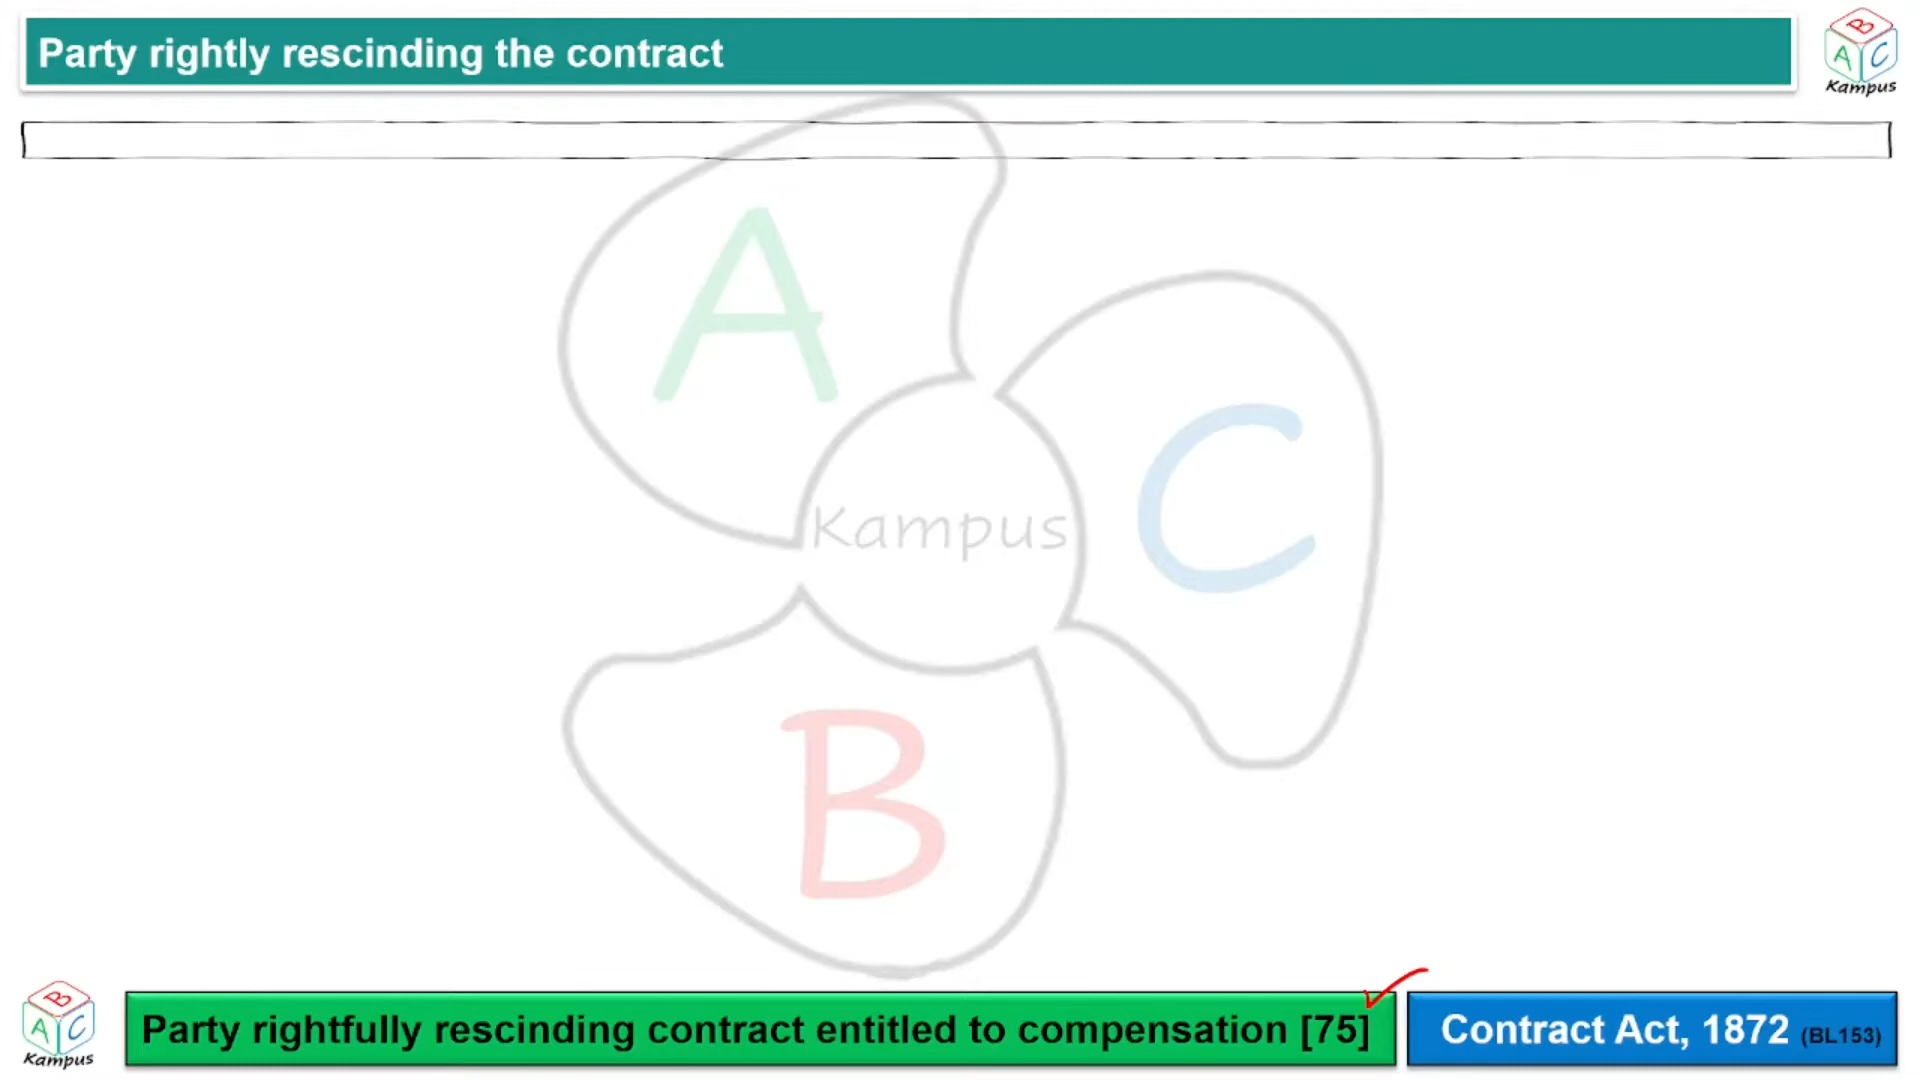 Party rightly rescinding the contract
B
A C
Kampus
A
C
Kampus
B
B
A C
Kampus
Party rightfully rescinding contract entitled to compensation [75]
Contract Act, 1872 (BL153)